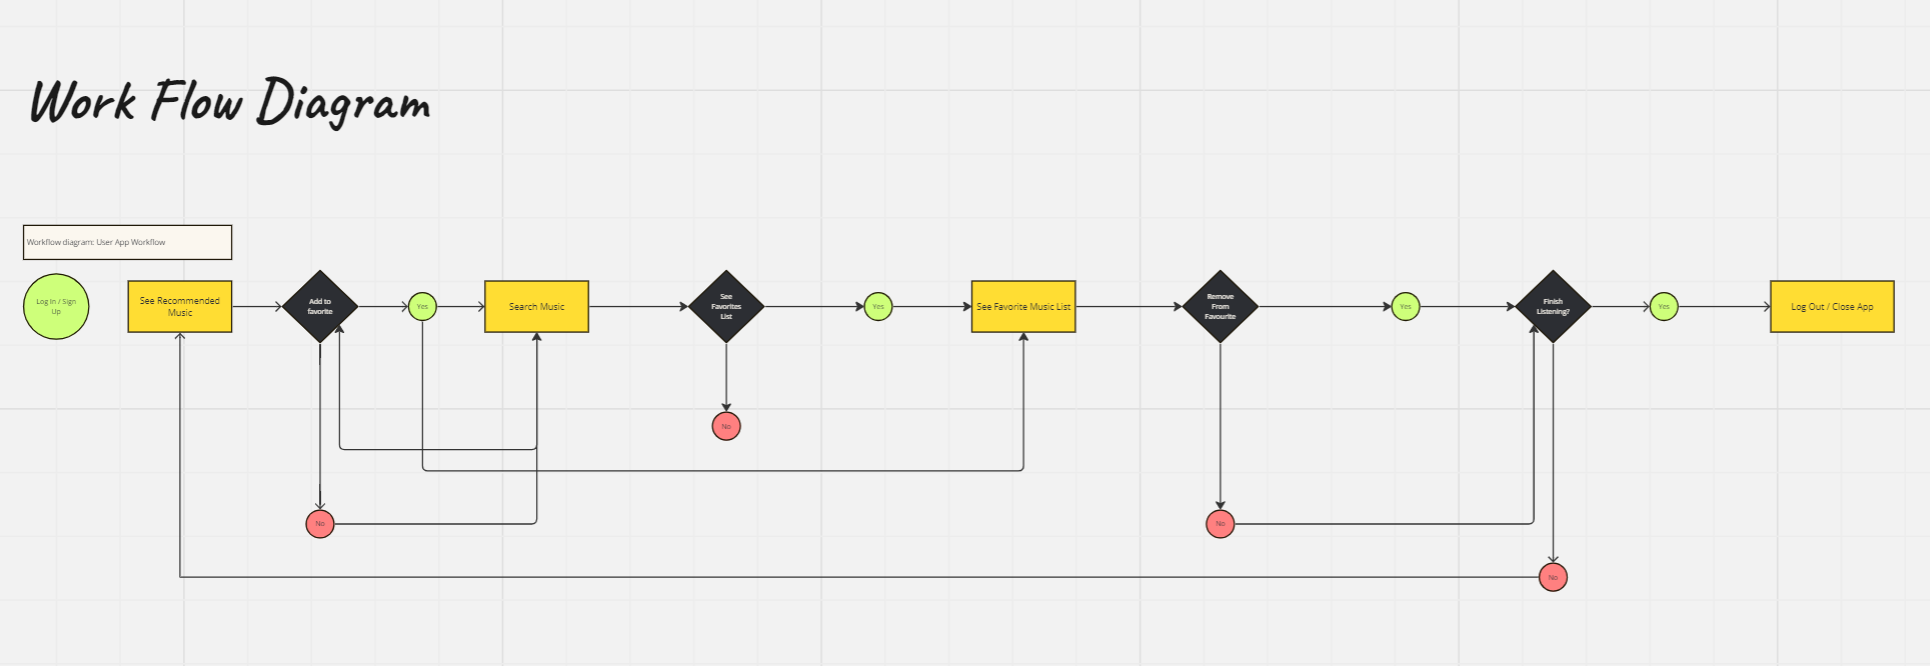 Work Flow Diagram
Workflow diagram: User App Workflow
Log In / Sign
Up
See Recommended
Music
Add to
favorite
Yes
Search Music
See
Favorites
List
Yes
See Favorite Music List
Remove
From
Favourite
Yes
Finish
Listening?
Yes
Log Out / Close App
No
No
No
No